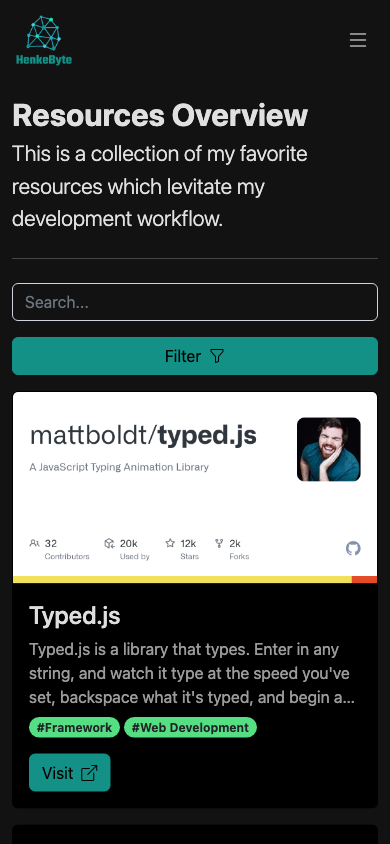 HenkeByte
Resources Overview
This is a collection of my favorite
resources which levitate my
development workflow.
Search...
Filter
mattboldt/typed.js
A JavaScript Typing Animation Library
32 20k 12k 2k
Contributors Used by Stars Forks
Typed.js
Typed.js is a library that types. Enter in any
string, and watch it type at the speed you've
set, backspace what it's typed, and begin a...
#Framework #Web Development
Visit